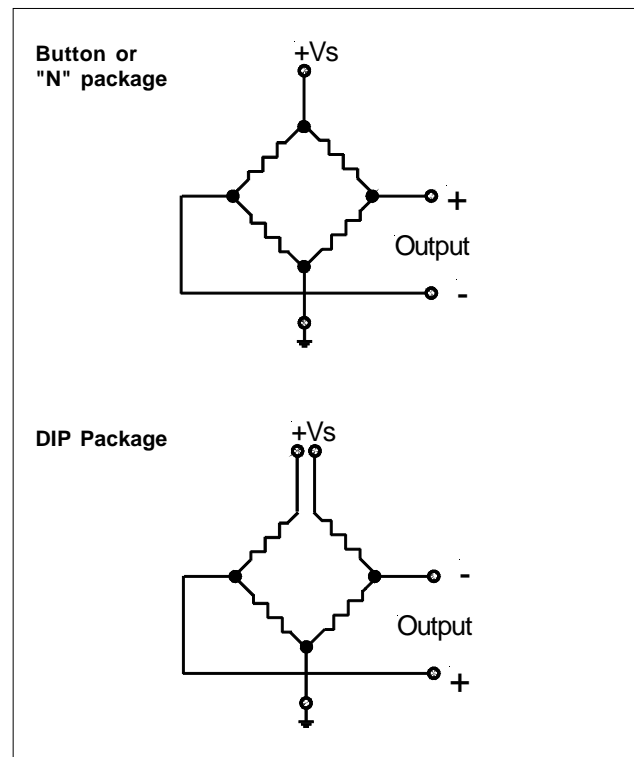 Button or
"N" package
+Vs
+
Output
-
DIP Package
+Vs
-
Output
+